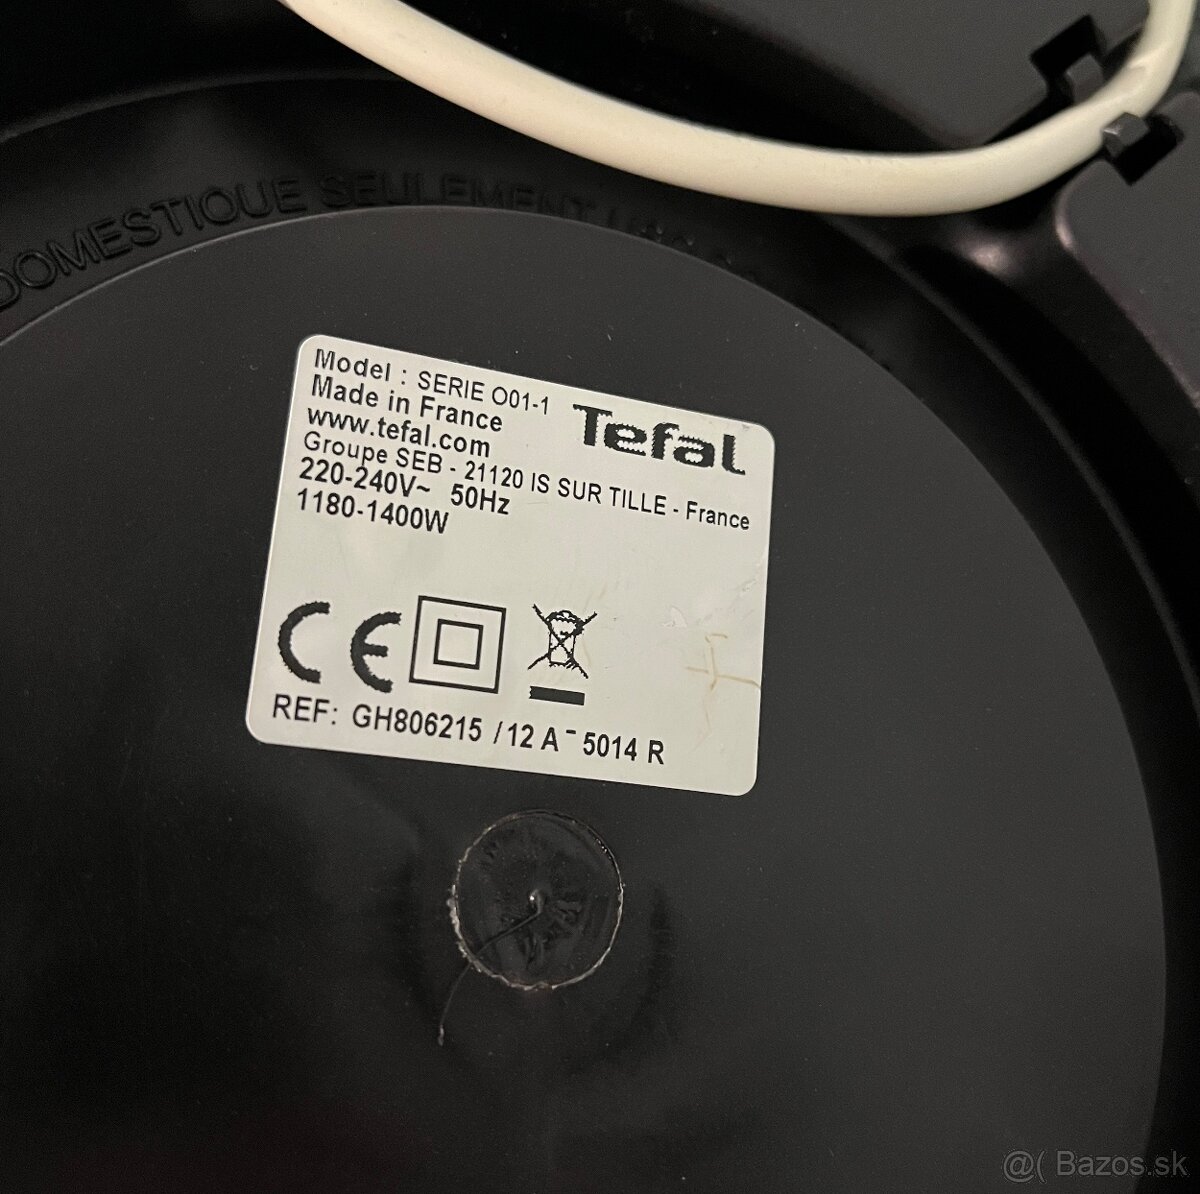 DOMESTIQUE SEULEMENT
Model : SERIE O01-1
Made in France
www.tefal.com
Tefal
Groupe SEB - 21120 IS SUR TILLE - France
220-240V~ 50Hz
1180-1400W
CE
REF: GH806215 /12 A - 5014 R
@( Bazos.sk